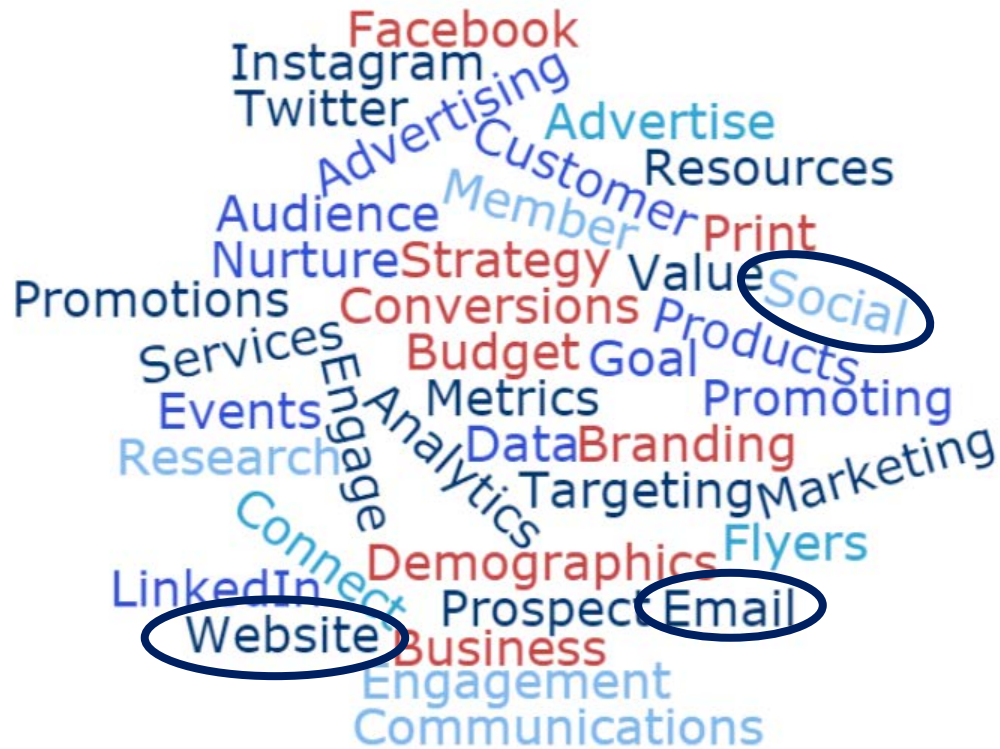 Facebook
Instagram
Twitter
Advertising
Advertise
Customer
Resources
Member
Audience
Print
Nurture
Strategy
Value
Social
Promotions
Conversions
Products
Services
Budget
Goal
Engage
Analytics
Metrics
Promoting
Events
Data
Branding
Research
Marketing
Targeting
Connect
Flyers
Demographics
LinkedIn
Prospect
Email
Website
Business
Engagement
Communications